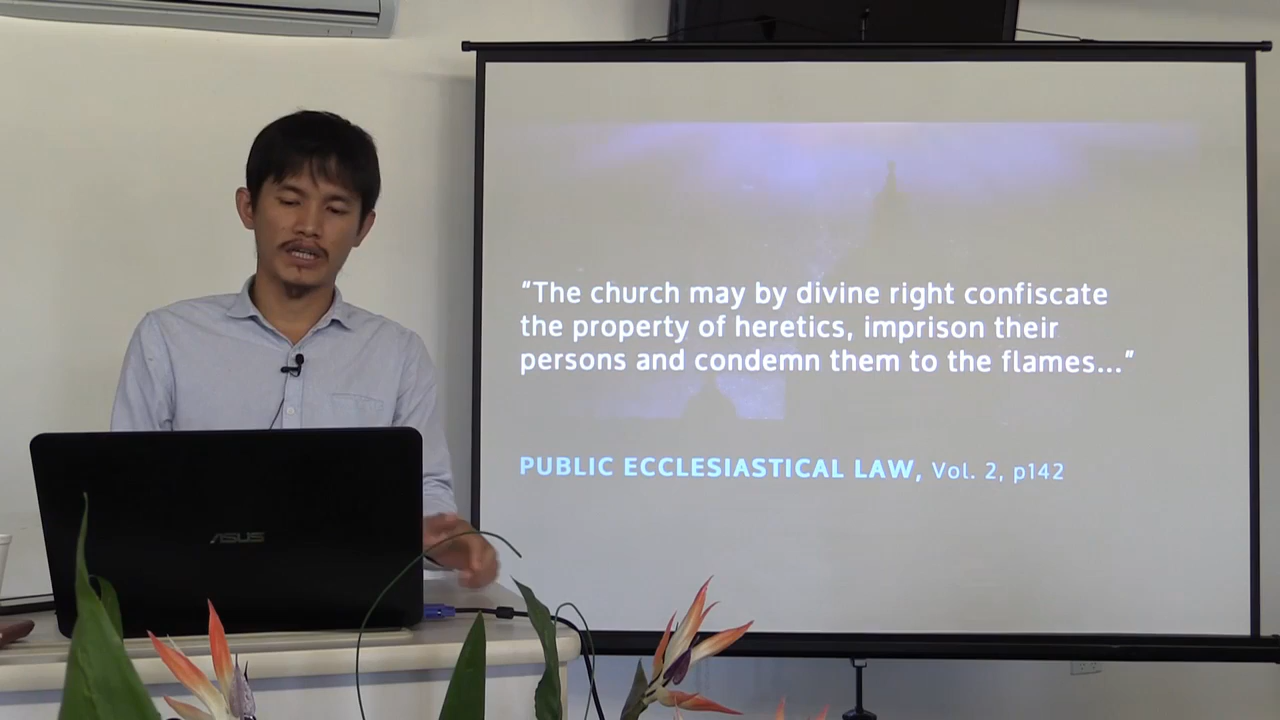 “The church may by divine right confiscate
the property of heretics, imprison their
persons and condemn them to the flames...”
PUBLIC ECCLESIASTICAL LAW, Vol. 2, p142
ASUS